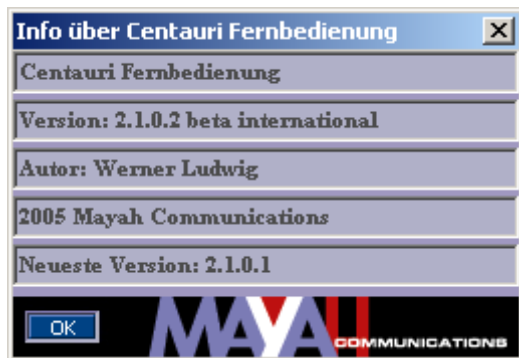 Info über Centauri Fernbedienung
Centauri Fernbedienung
Version: 2.1.0.2 beta international
Autor: Werner Ludwig
2005 Mayah Communications
Neueste Version: 2.1.0.1
OK
MAYAH
COMMUNICATIONS